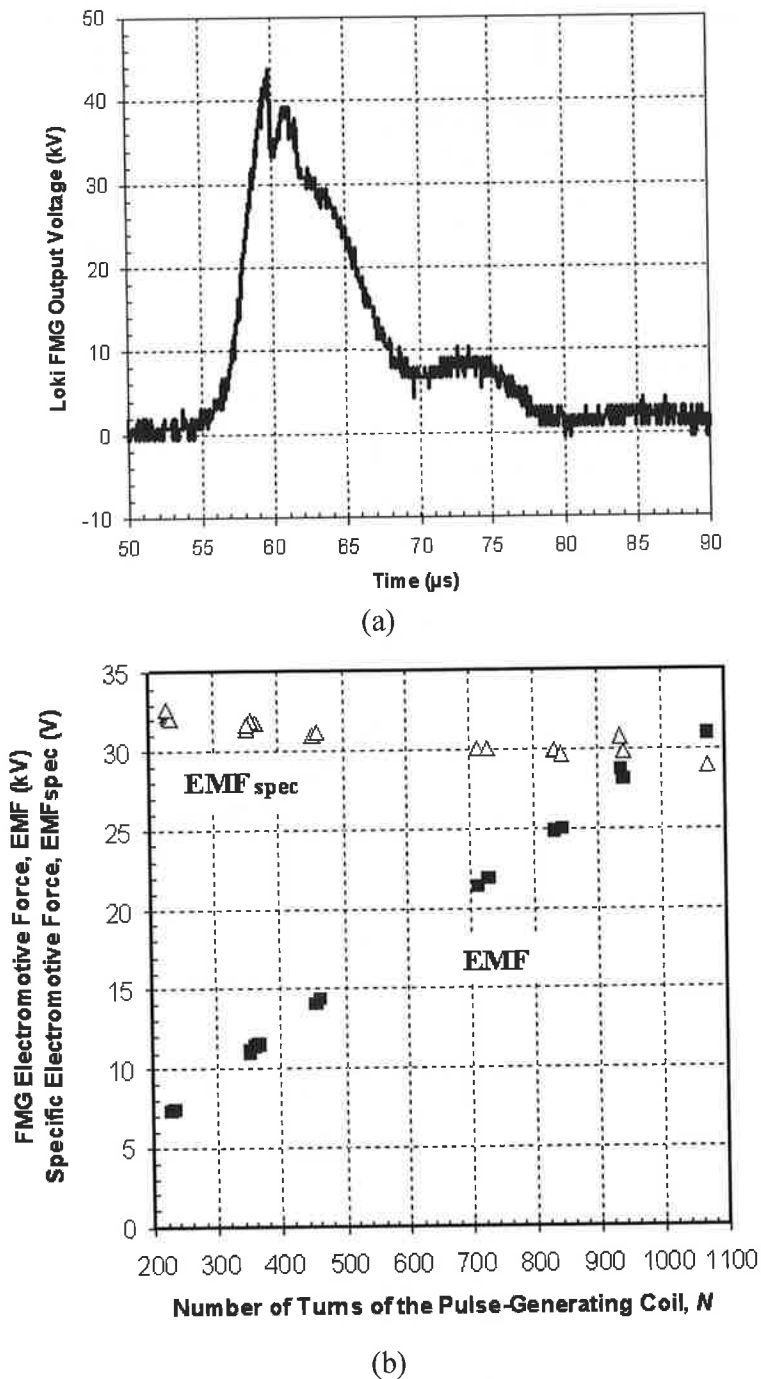 50
40
30
20
10
0
-10
Loki FMG Output Voltage (kV)
50 55 60 65 70 75 80 85 90
Time (µs)
(a)
35
30
25
20
15
10
5
0
FMG Electromotive Force, EMF (kV)
Specific Electromotive Force, EMFspec (V)
EMFspec
EMF
200 300 400 500 600 700 800 900 1000 1100
Number of Turns of the Pulse-Generating Coil, N
(b)